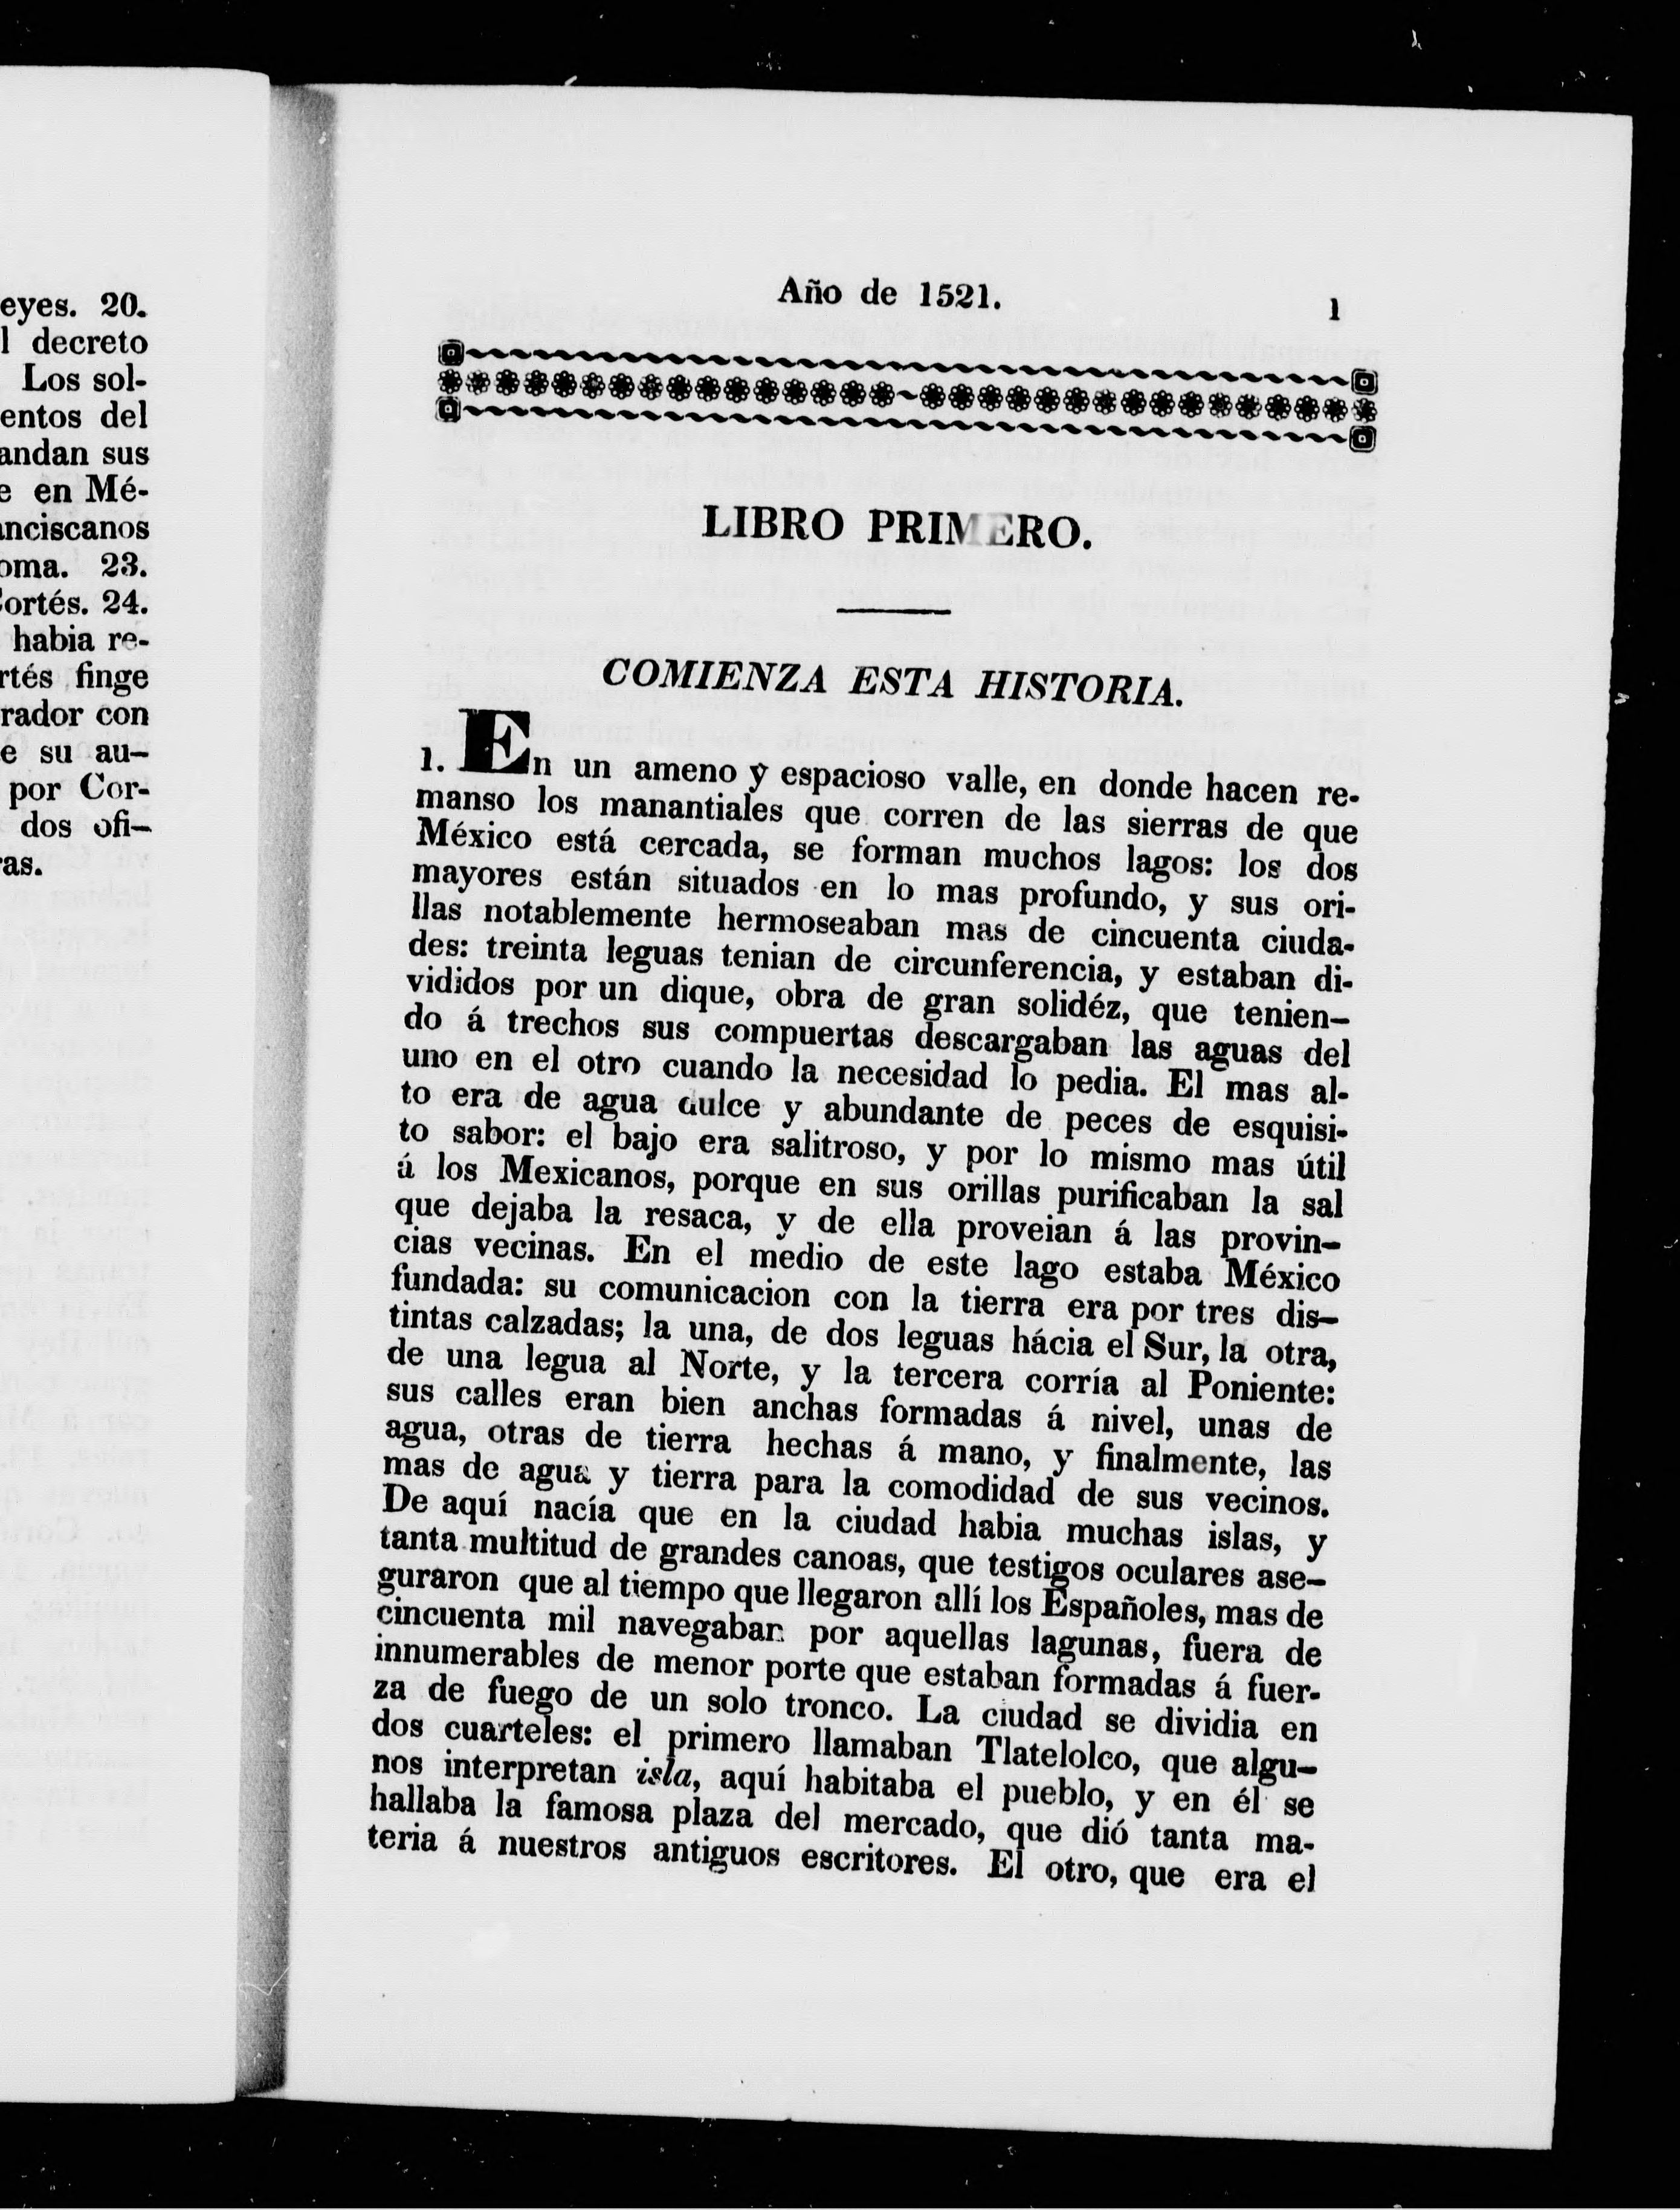 eyes. 20.
l decreto
Los sol-
entos del
andan sus
e en Mé-
anciscanos
oma. 23.
Cortés. 24.
habia re-
rtés finge
rador con
e su au-
por Cor-
dos ofi-
ras.
Año de 1521.
1
LIBRO PRIMERO.
COMIENZA ESTA HISTORIA.
1. En un ameno y espacioso valle, en donde hacen re-
manso los manantiales que corren de las sierras de que
México está cercada, se forman muchos lagos: los dos
mayores están situados en lo mas profundo, y sus ori-
llas notablemente hermoseaban mas de cincuenta ciuda-
des: treinta leguas tenian de circunferencia, y estaban di-
vididos por un dique, obra de gran solidéz, que tenien-
do á trechos sus compuertas descargaban las aguas del
uno en el otro cuando la necesidad lo pedia. El mas al-
to era de agua dulce y abundante de peces de esquisi-
to sabor: el bajo era salitroso, y por lo mismo mas útil
á los Mexicanos, porque en sus orillas purificaban la sal
que dejaba la resaca, y de ella proveian á las provin-
cias vecinas. En el medio de este lago estaba México
fundada: su comunicacion con la tierra era por tres dis-
tintas calzadas; la una, de dos leguas hácia el Sur, la otra,
de una legua al Norte, y la tercera corría al Poniente:
sus calles eran bien anchas formadas á nivel, unas de
agua, otras de tierra hechas á mano, y finalmente, las
mas de agua y tierra para la comodidad de sus vecinos.
De aquí nacía que en la ciudad habia muchas islas, y
tanta multitud de grandes canoas, que testigos oculares ase-
guraron que al tiempo que llegaron allí los Españoles, mas de
cincuenta mil navegaban por aquellas lagunas, fuera de
innumerables de menor porte que estaban formadas á fuer-
za de fuego de un solo tronco. La ciudad se dividia en
dos cuarteles: el primero llamaban Tlatelolco, que algu-
nos interpretan isla, aquí habitaba el pueblo, y en él se
hallaba la famosa plaza del mercado, que dió tanta ma-
teria á nuestros antiguos escritores. El otro, que era el